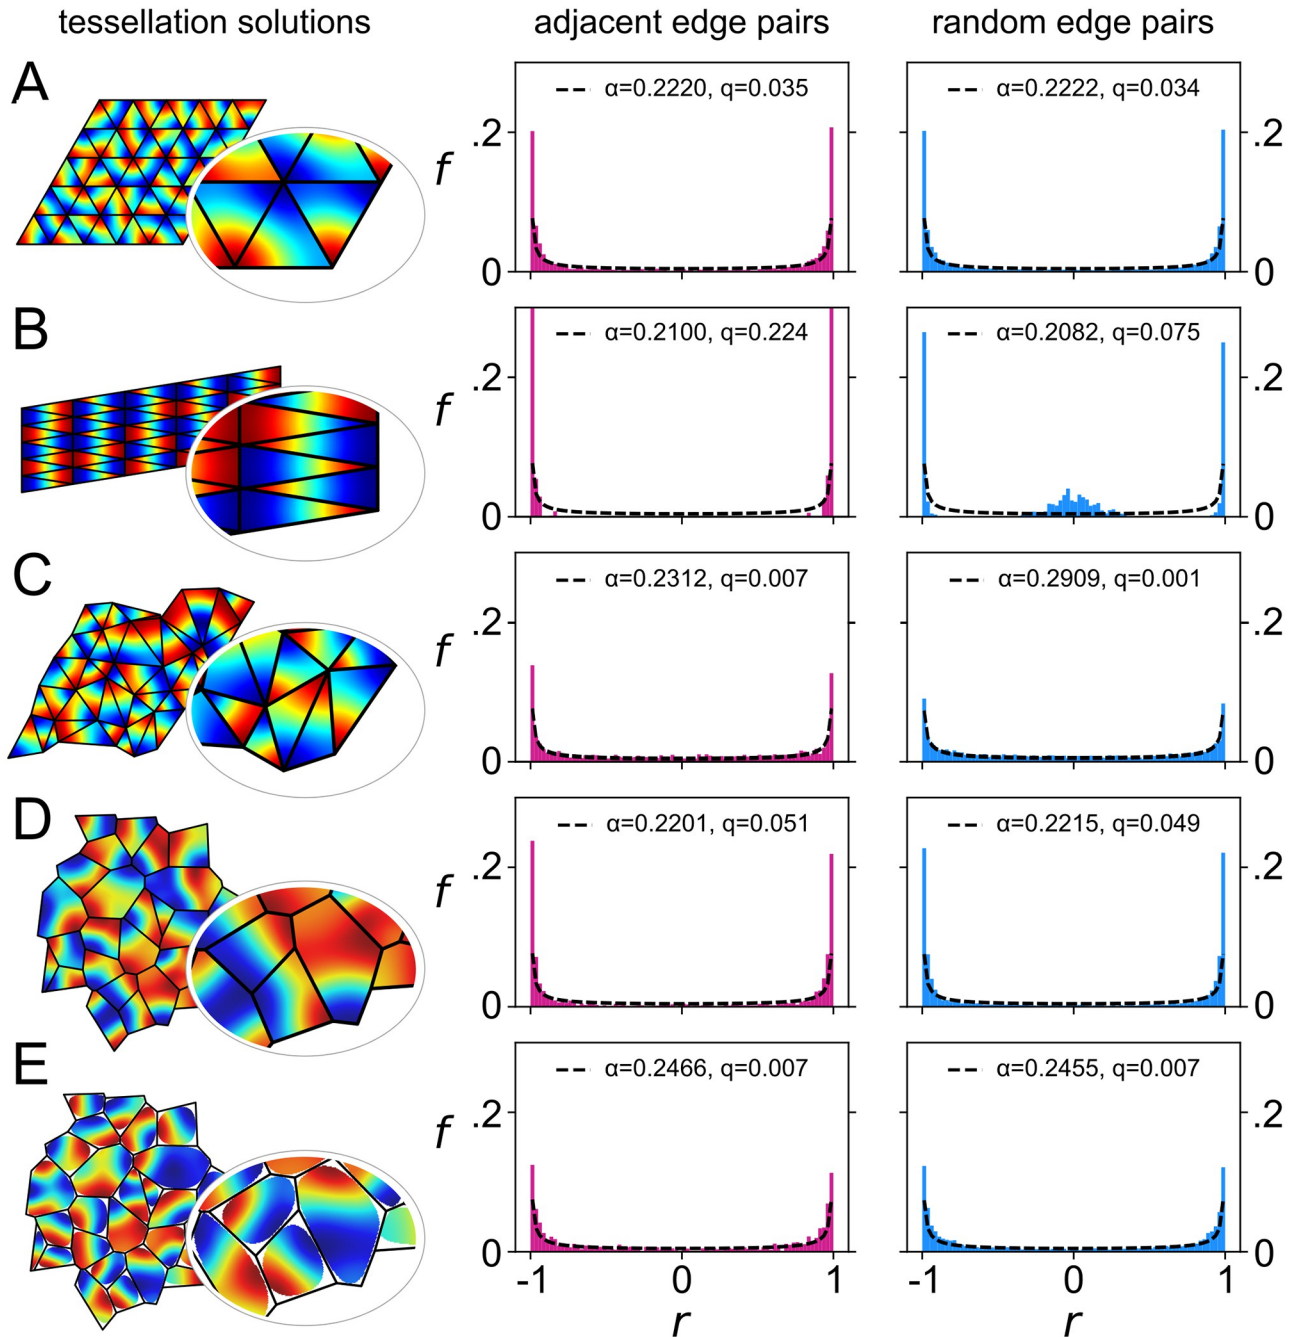 tessellation solutions adjacent edge pairs random edge pairs
A
α=0.2220, q=0.035
α=0.2222, q=0.034
.2
f
0
.2
0
B
α=0.2100, q=0.224
α=0.2082, q=0.075
.2
f
0
.2
0
C
α=0.2312, q=0.007
α=0.2909, q=0.001
.2
f
0
.2
0
D
α=0.2201, q=0.051
α=0.2215, q=0.049
.2
f
0
.2
0
E
α=0.2466, q=0.007
α=0.2455, q=0.007
.2
f
0
.2
0
-1 0 1
-1 0 1
r
r